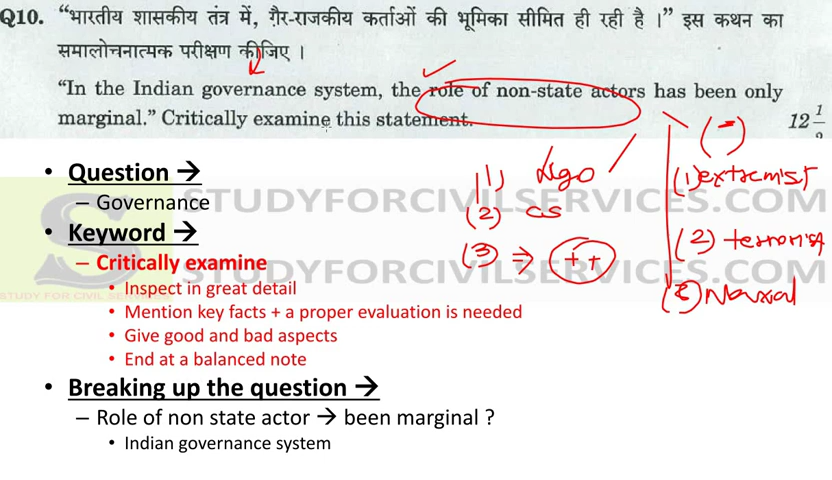 Q10. "भारतीय शासकीय तंत्र में, ग़ैर-राजकीय कर्ताओं की भूमिका सीमित ही रही है।" इस कथन का
समालोचनात्मक परीक्षण कीजिए ।
"In the Indian governance system, the role of non-state actors has been only
marginal." Critically examine this statement.
12 1
(-)
• Question →
– Governance
• Keyword →
– Critically examine
• Inspect in great detail
• Mention key facts + a proper evaluation is needed
• Give good and bad aspects
• End at a balanced note
• Breaking up the question →
– Role of non state actor → been marginal ?
• Indian governance system
(1)
(2) CS
(3) ⇒ ++
(1) extremist
(2) terrorist
Naxal
STUDYFORCIVILSERVICES.COM
STUDYFORCIVILSERVICES.COM
S
STUDY FOR CIVIL